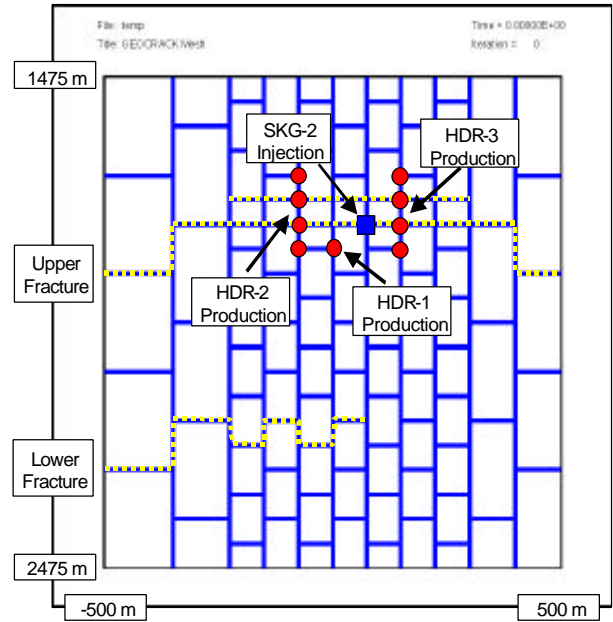 File: temp
Time = 0.00000E+00
Title: GEOCRACK Mesh
Iteration = 0
1475 m
SKG-2
Injection
HDR-3
Production
Upper
Fracture
HDR-2
Production
HDR-1
Production
Lower
Fracture
2475 m
-500 m
500 m